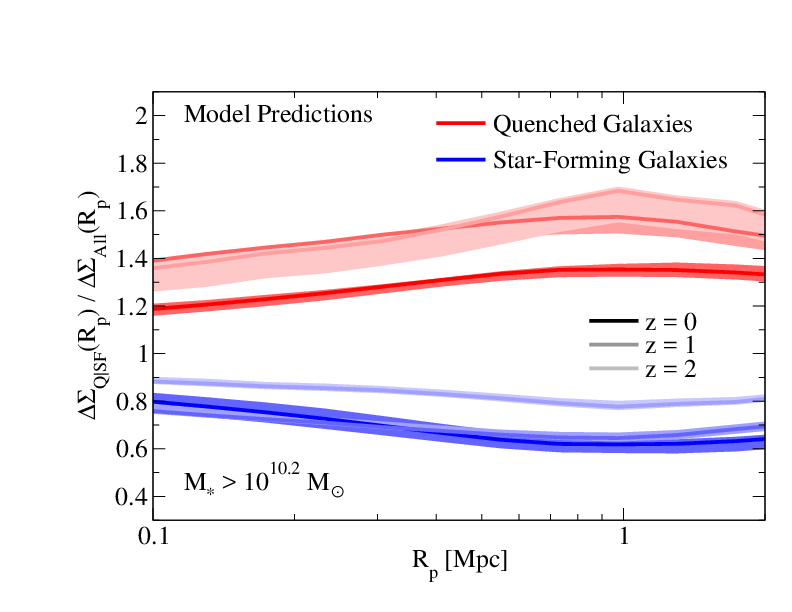 Model Predictions
Quenched Galaxies
Star-Forming Galaxies
z = 0
z = 1
z = 2
M* > 10^10.2 M⊙
ΔΣQ|SF(Rp) / ΔΣAll(Rp)
2
1.8
1.6
1.4
1.2
1
0.8
0.6
0.4
0.1
1
Rp [Mpc]